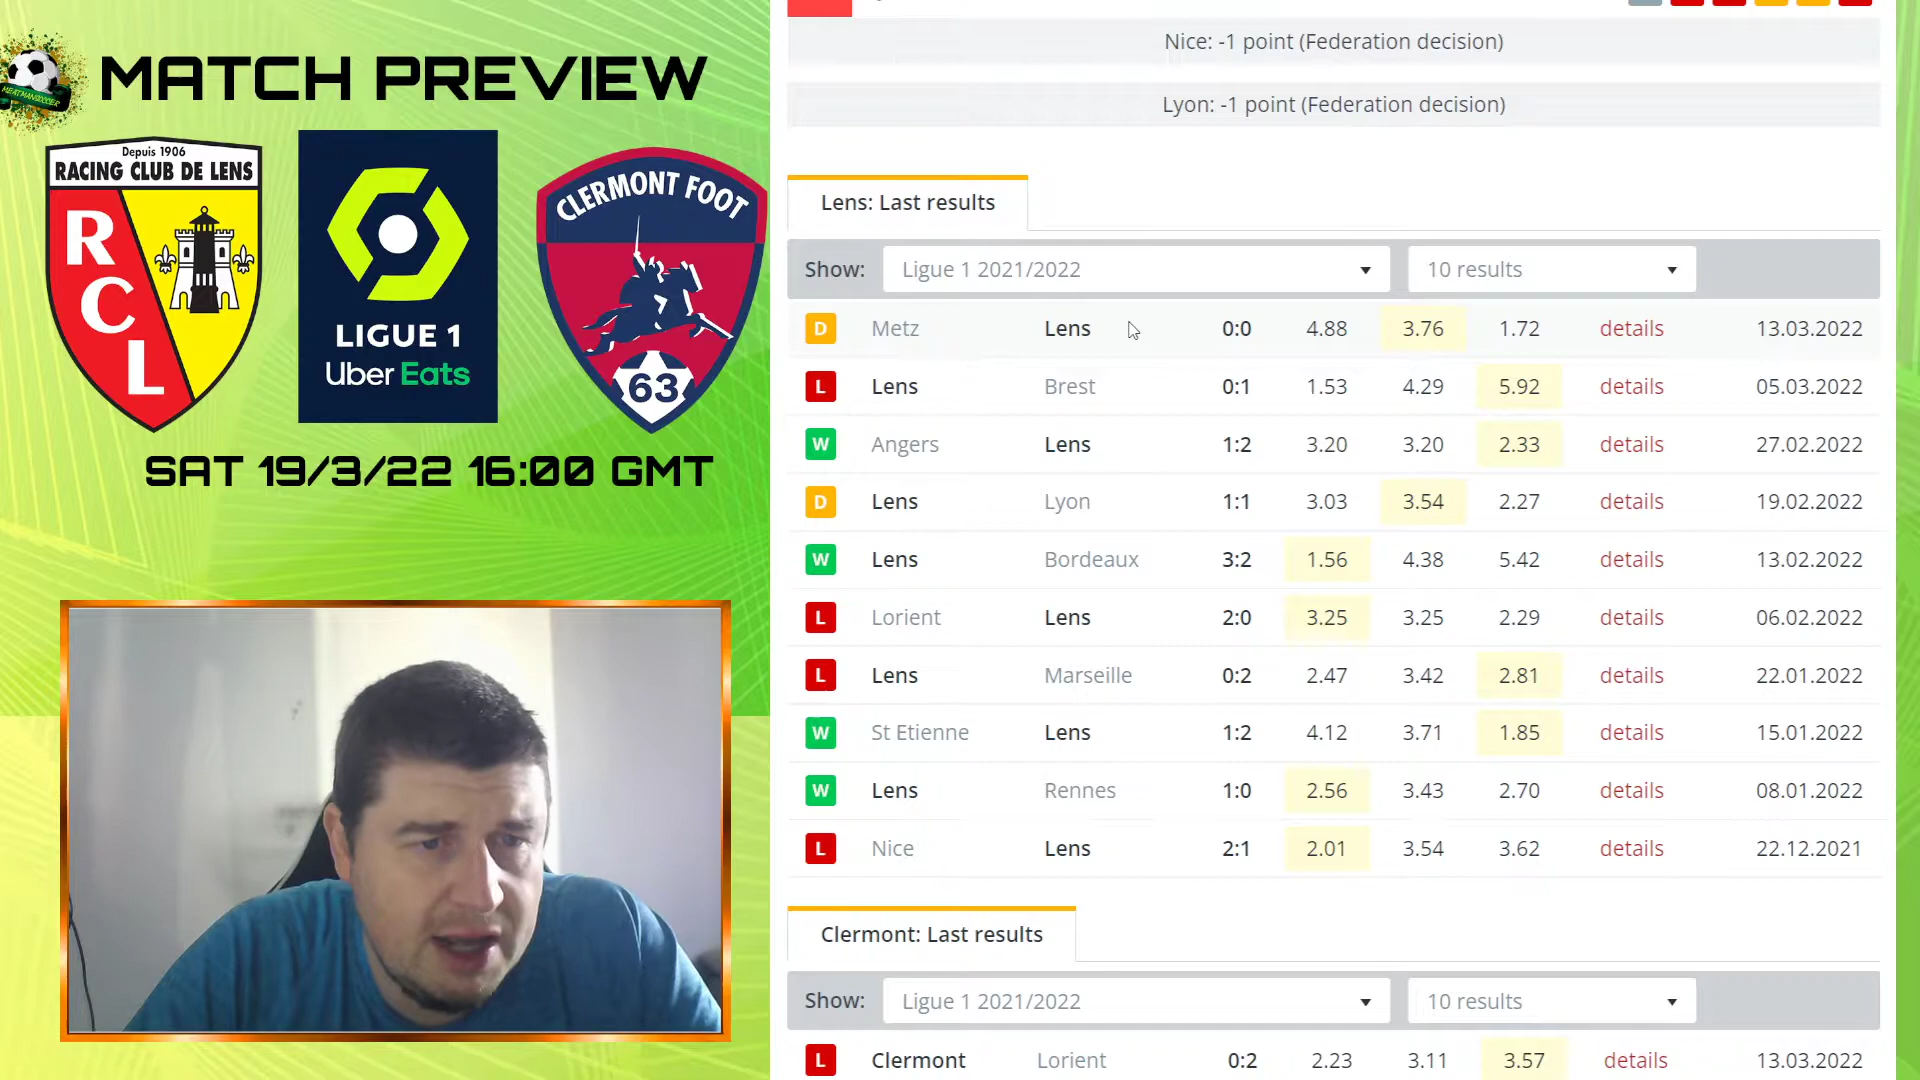 MATCH PREVIEW
MEATMANSOCCER
Depuis 1906
RACING CLUB DE LENS
RCL
LIGUE 1
Uber Eats
CLERMONT FOOT
63
SAT 19/3/22 16:00 GMT
Nice: -1 point (Federation decision)
Lyon: -1 point (Federation decision)
Lens: Last results
Show: Ligue 1 2021/2022 10 results
D Metz Lens 0:0 4.88 3.76 1.72 details 13.03.2022
L Lens Brest 0:1 1.53 4.29 5.92 details 05.03.2022
W Angers Lens 1:2 3.20 3.20 2.33 details 27.02.2022
D Lens Lyon 1:1 3.03 3.54 2.27 details 19.02.2022
W Lens Bordeaux 3:2 1.56 4.38 5.42 details 13.02.2022
L Lorient Lens 2:0 3.25 3.25 2.29 details 06.02.2022
L Lens Marseille 0:2 2.47 3.42 2.81 details 22.01.2022
W St Etienne Lens 1:2 4.12 3.71 1.85 details 15.01.2022
W Lens Rennes 1:0 2.56 3.43 2.70 details 08.01.2022
L Nice Lens 2:1 2.01 3.54 3.62 details 22.12.2021
Clermont: Last results
Show: Ligue 1 2021/2022 10 results
L Clermont Lorient 0:2 2.23 3.11 3.57 details 13.03.2022